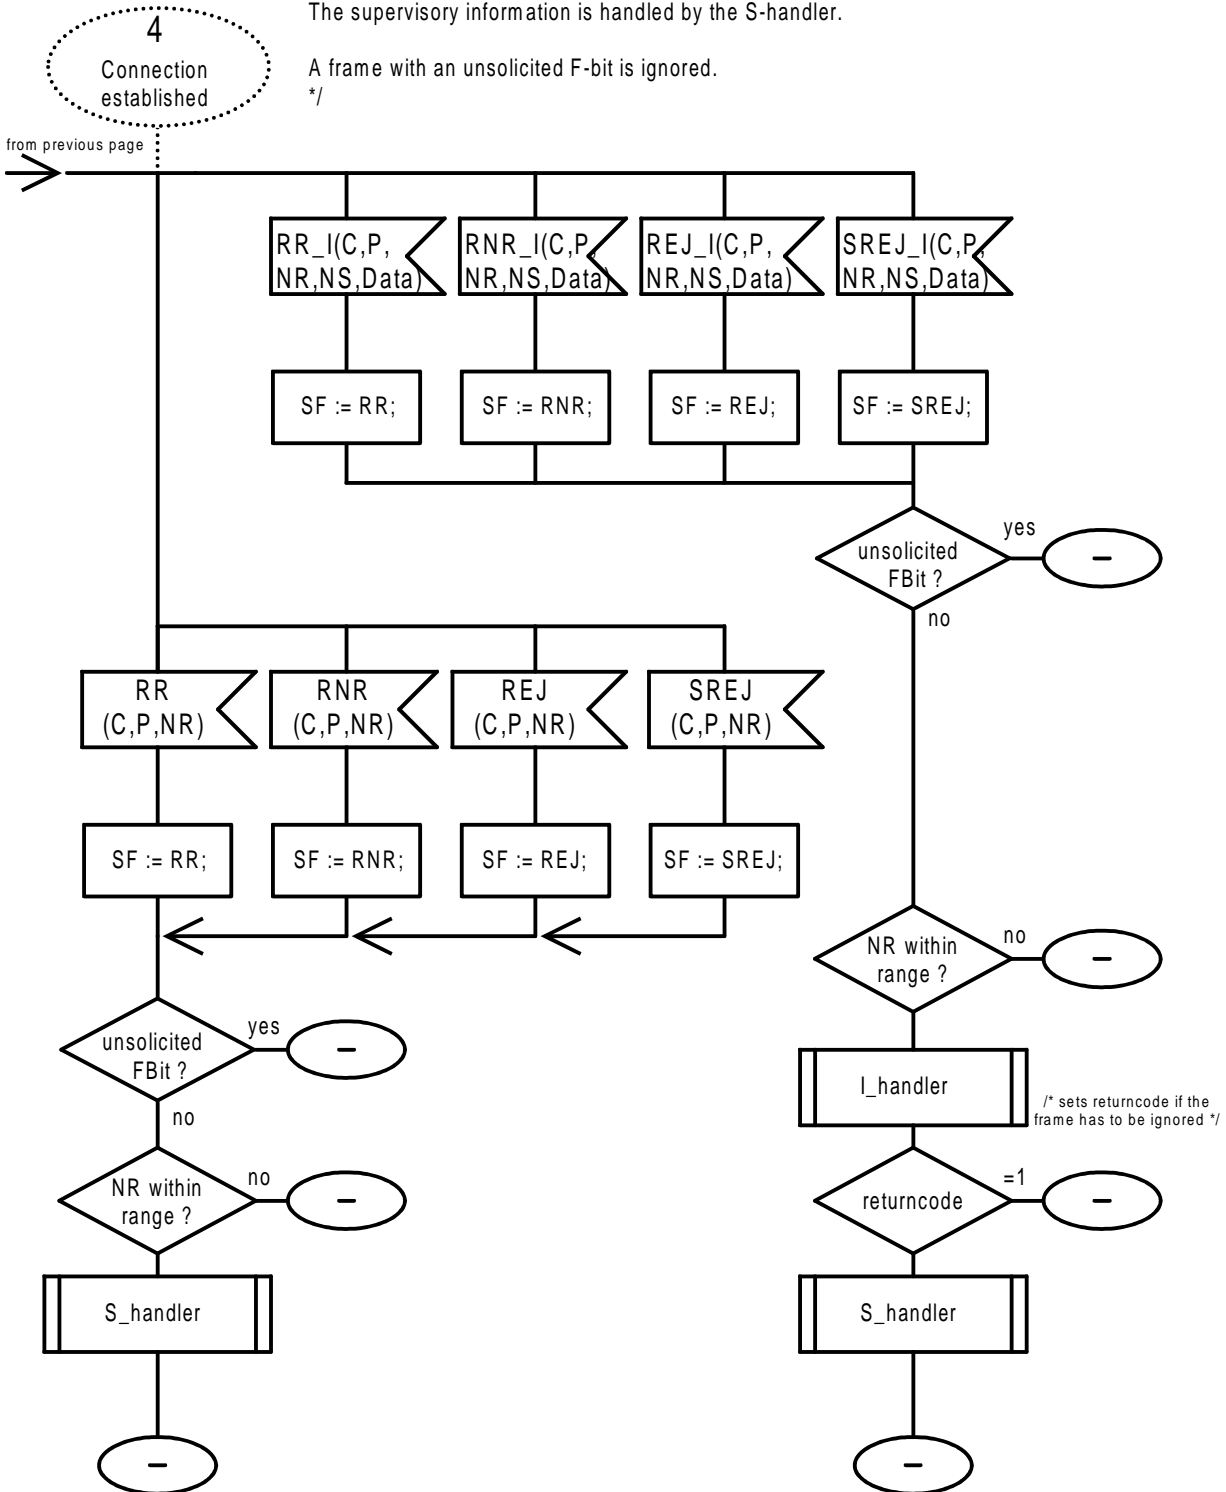 The supervisory information is handled by the S-handler.
4
Connection
established
A frame with an unsolicited F-bit is ignored.
*/
from previous page
RR_I(C,P,
NR,NS,Data)
RNR_I(C,P,
NR,NS,Data)
REJ_I(C,P,
NR,NS,Data)
SREJ_I(C,P,
NR,NS,Data)
SF := RR;
SF := RNR;
SF := REJ;
SF := SREJ;
unsolicited
FBit ?
yes
–
no
RR
(C,P,NR)
RNR
(C,P,NR)
REJ
(C,P,NR)
SREJ
(C,P,NR)
SF := RR;
SF := RNR;
SF := REJ;
SF := SREJ;
NR within
range ?
no
–
unsolicited
FBit ?
yes
–
no
I_handler
/* sets returncode if the
frame has to be ignored */
NR within
range ?
no
–
returncode
=1
–
S_handler
S_handler
–
–